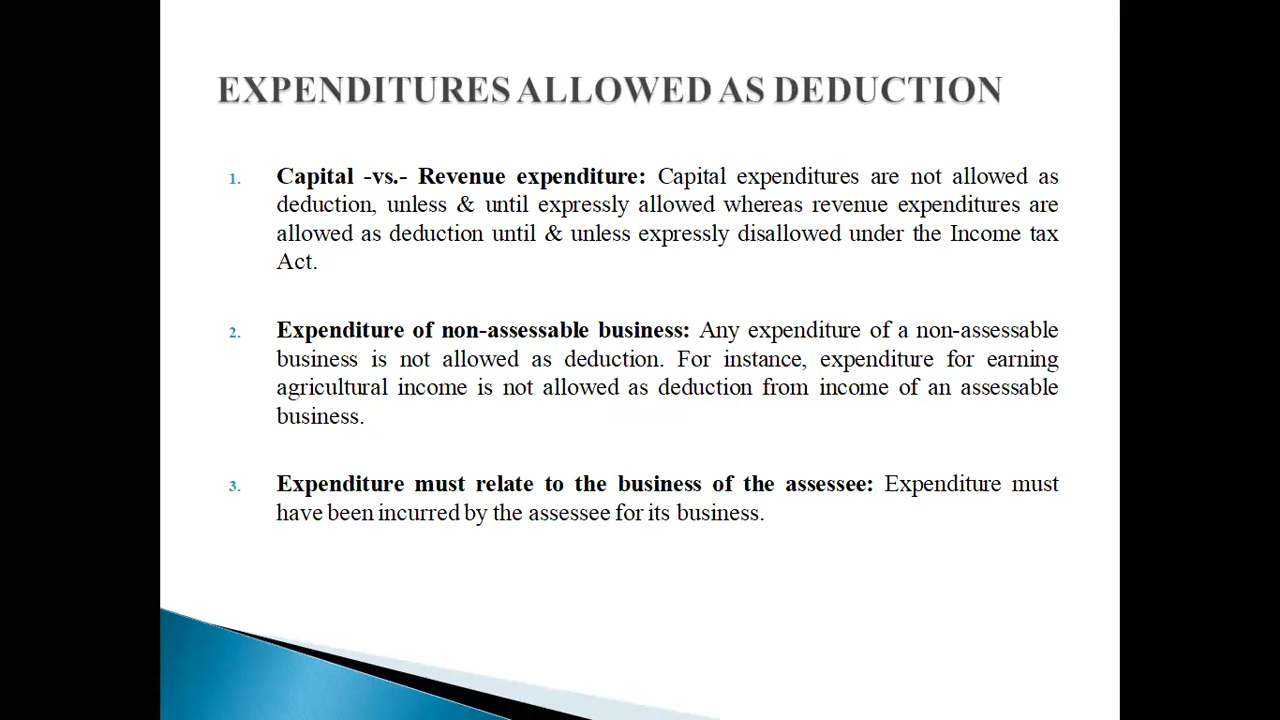 EXPENDITURES ALLOWED AS DEDUCTION
1. Capital -vs.- Revenue expenditure: Capital expenditures are not allowed as
deduction, unless & until expressly allowed whereas revenue expenditures are
allowed as deduction until & unless expressly disallowed under the Income tax
Act.
2. Expenditure of non-assessable business: Any expenditure of a non-assessable
business is not allowed as deduction. For instance, expenditure for earning
agricultural income is not allowed as deduction from income of an assessable
business.
3. Expenditure must relate to the business of the assessee: Expenditure must
have been incurred by the assessee for its business.